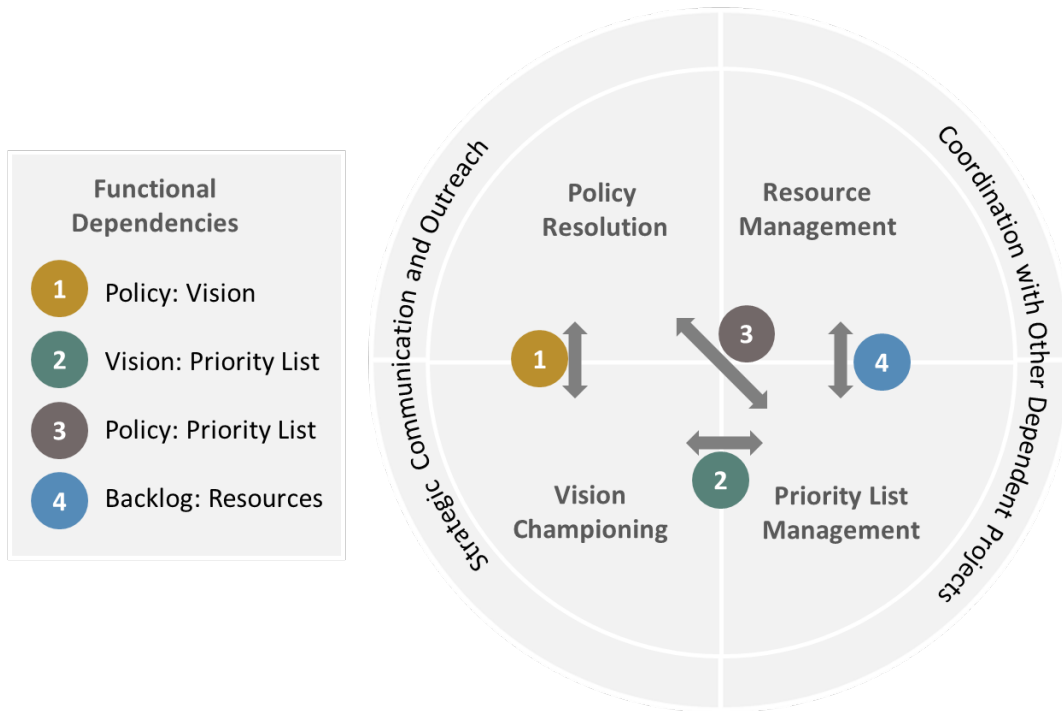 Functional
Dependencies
1 Policy: Vision
2 Vision: Priority List
3 Policy: Priority List
4 Backlog: Resources
Strategic Communication and Outreach
Policy
Resolution
Resource
Management
Coordination with Other Dependent Projects
1
3
4
2
Vision
Championing
Priority List
Management